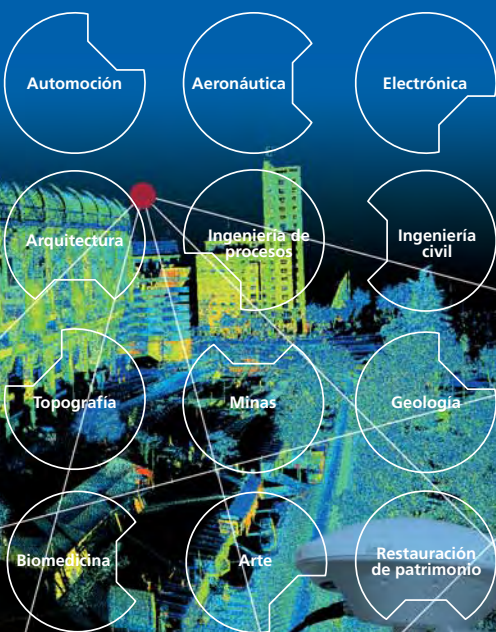 Automoción
Aeronáutica
Electrónica
Arquitectura
Ingeniería de
procesos
Ingeniería
civil
Topografía
Minas
Geología
Biomedicina
Arte
Restauración
de patrimonio